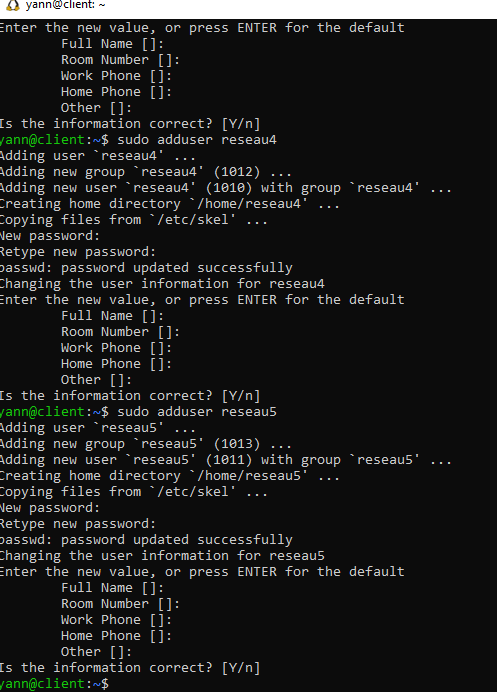 yann@client: ~
Enter the new value, or press ENTER for the default
Full Name []:
Room Number []:
Work Phone []:
Home Phone []:
Other []:
Is the information correct? [Y/n]
yann@client:~$ sudo adduser reseau4
Adding user `reseau4' ...
Adding new group `reseau4' (1012) ...
Adding new user `reseau4' (1010) with group `reseau4' ...
Creating home directory `/home/reseau4' ...
Copying files from `/etc/skel' ...
New password:
Retype new password:
passwd: password updated successfully
Changing the user information for reseau4
Enter the new value, or press ENTER for the default
Full Name []:
Room Number []:
Work Phone []:
Home Phone []:
Other []:
Is the information correct? [Y/n]
yann@client:~$ sudo adduser reseau5
Adding user `reseau5' ...
Adding new group `reseau5' (1013) ...
Adding new user `reseau5' (1011) with group `reseau5' ...
Creating home directory `/home/reseau5' ...
Copying files from `/etc/skel' ...
New password:
Retype new password:
passwd: password updated successfully
Changing the user information for reseau5
Enter the new value, or press ENTER for the default
Full Name []:
Room Number []:
Work Phone []:
Home Phone []:
Other []:
Is the information correct? [Y/n]
yann@client:~$